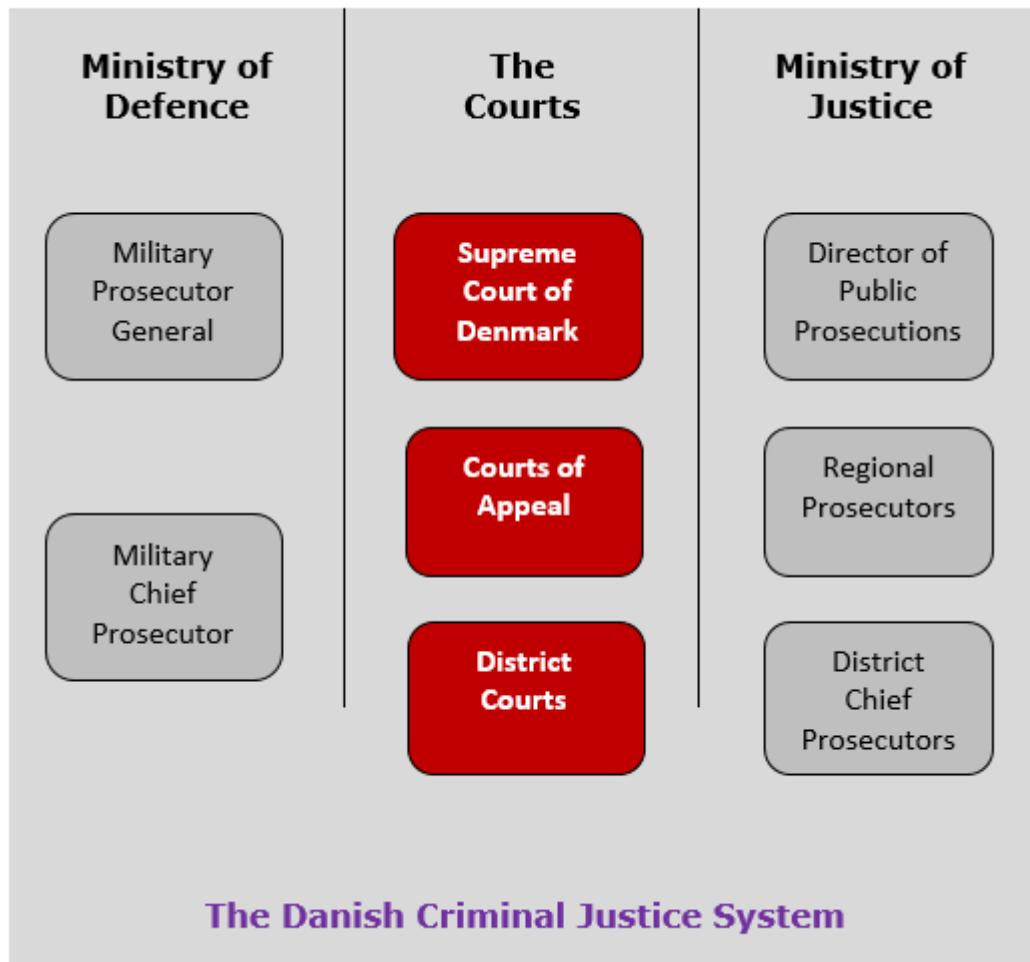 Ministry of
Defence
The
Courts
Ministry of
Justice
Military
Prosecutor
General
Supreme
Court of
Denmark
Director of
Public
Prosecutions
Courts of
Appeal
Regional
Prosecutors
Military
Chief
Prosecutor
District
Courts
District
Chief
Prosecutors
The Danish Criminal Justice System